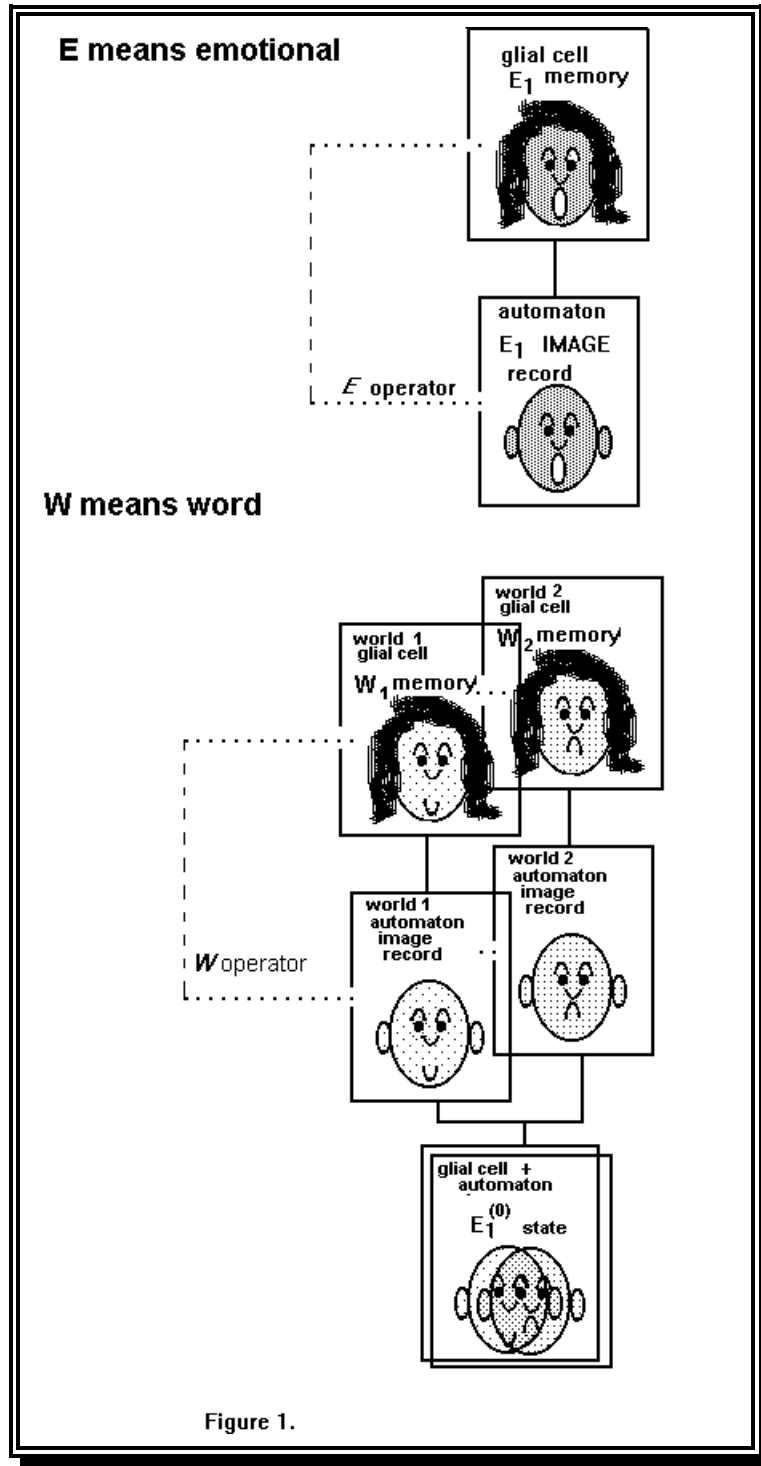 E means emotional
glial cell
E1 memory
automaton
E1 IMAGE
record
E operator
W means word
world 2
glial cell
W2 memory
world 1
glial cell
W1 memory
world 2
automaton
image
record
world 1
automaton
image
record
W operator
glial cell +
automaton
E1(0) state
Figure 1.